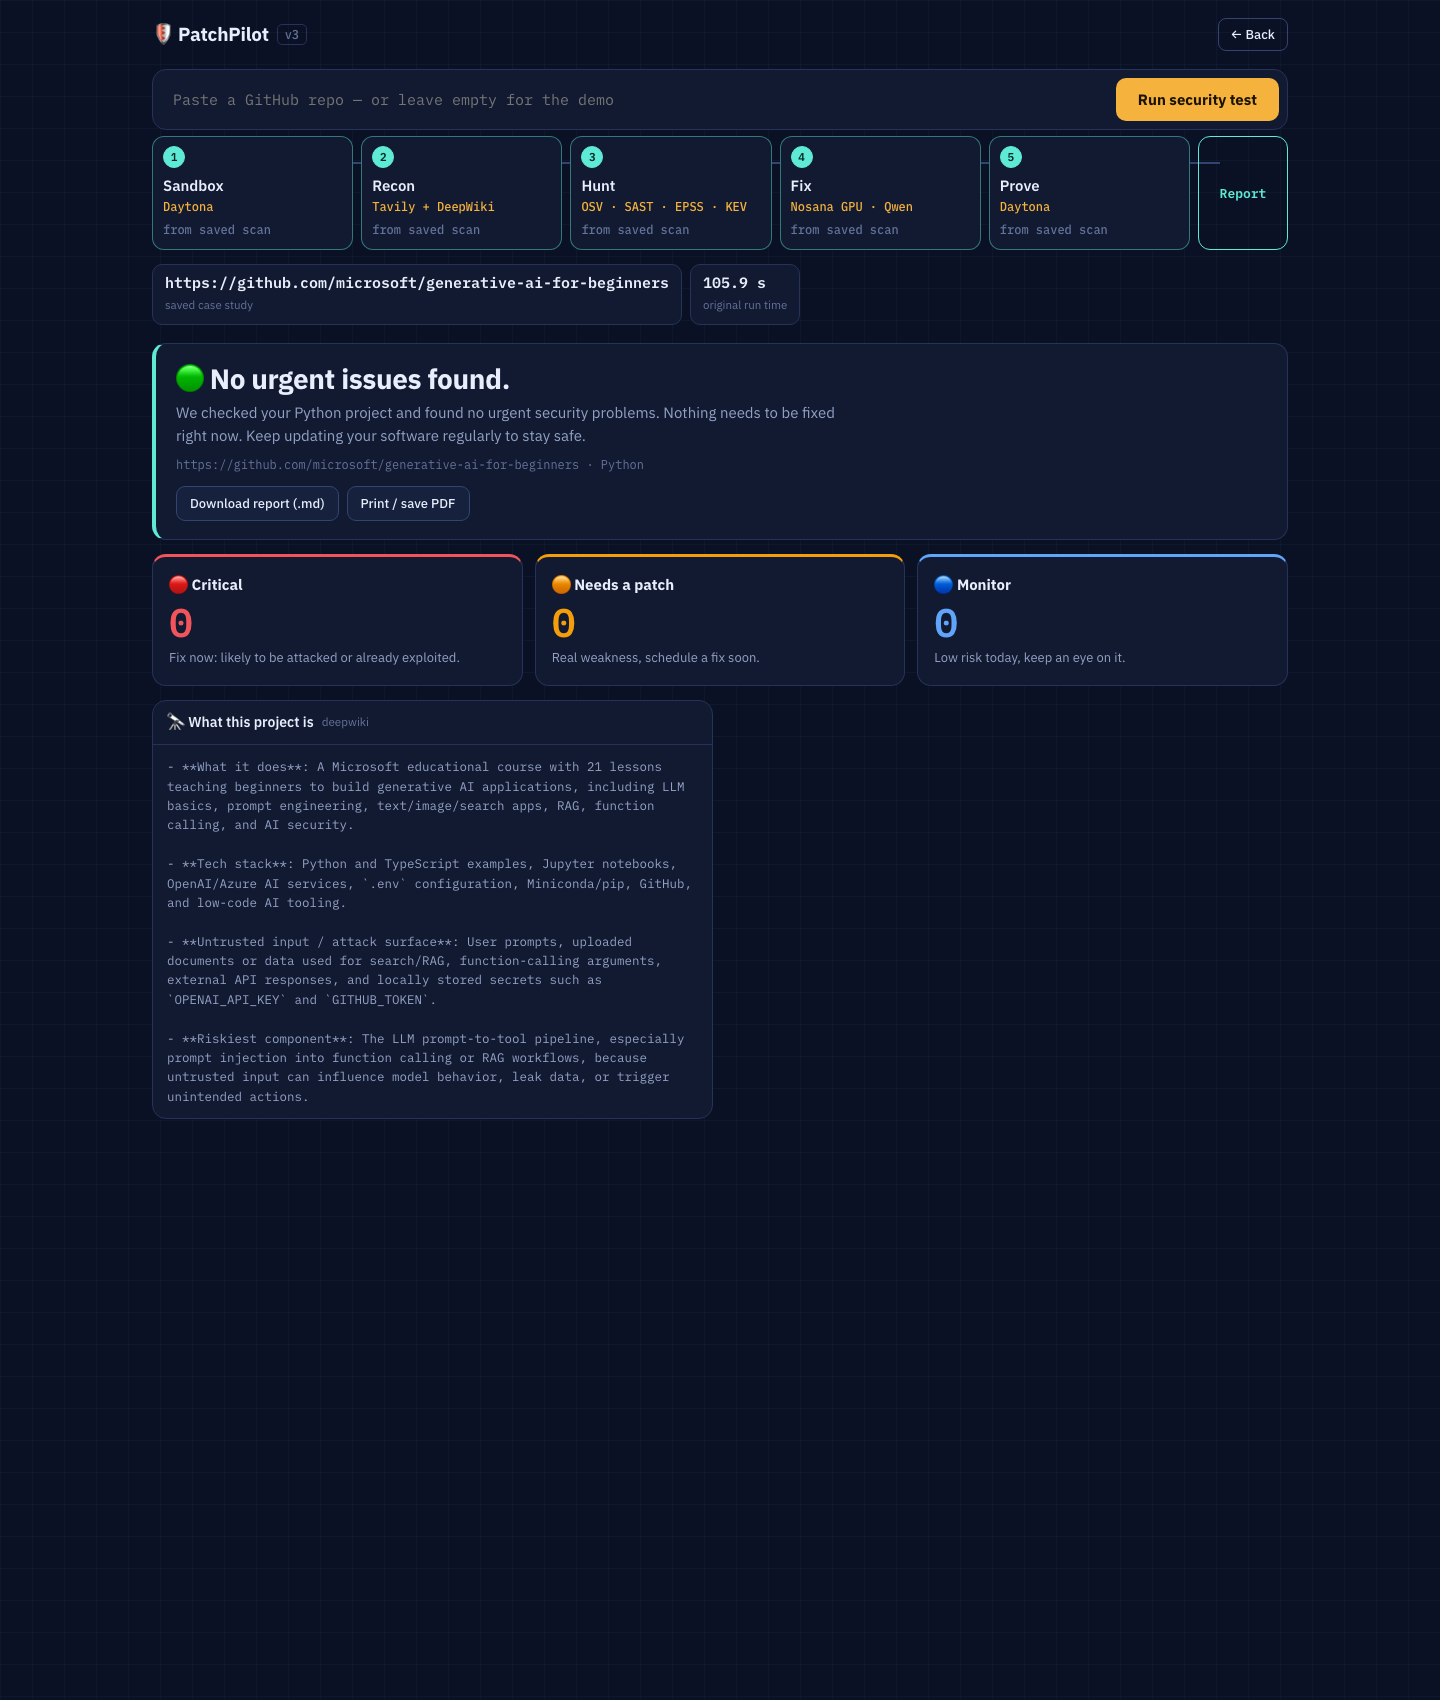 PatchPilot v3
← Back
Paste a GitHub repo — or leave empty for the demo
Run security test
1
Sandbox
Daytona
from saved scan
2
Recon
Tavily + DeepWiki
from saved scan
3
Hunt
OSV · SAST · EPSS · KEV
from saved scan
4
Fix
Nosana GPU · Qwen
from saved scan
5
Prove
Daytona
from saved scan
Report
https://github.com/microsoft/generative-ai-for-beginners
saved case study
105.9 s
original run time
No urgent issues found.
We checked your Python project and found no urgent security problems. Nothing needs to be fixed
right now. Keep updating your software regularly to stay safe.
https://github.com/microsoft/generative-ai-for-beginners · Python
Download report (.md)
Print / save PDF
Critical
0
Fix now: likely to be attacked or already exploited.
Needs a patch
0
Real weakness, schedule a fix soon.
Monitor
0
Low risk today, keep an eye on it.
What this project is deepwiki
- **What it does**: A Microsoft educational course with 21 lessons
teaching beginners to build generative AI applications, including LLM
basics, prompt engineering, text/image/search apps, RAG, function
calling, and AI security.
- **Tech stack**: Python and TypeScript examples, Jupyter notebooks,
OpenAI/Azure AI services, `.env` configuration, Miniconda/pip, GitHub,
and low-code AI tooling.
- **Untrusted input / attack surface**: User prompts, uploaded
documents or data used for search/RAG, function-calling arguments,
external API responses, and locally stored secrets such as
`OPENAI_API_KEY` and `GITHUB_TOKEN`.
- **Riskiest component**: The LLM prompt-to-tool pipeline, especially
prompt injection into function calling or RAG workflows, because
untrusted input can influence model behavior, leak data, or trigger
unintended actions.